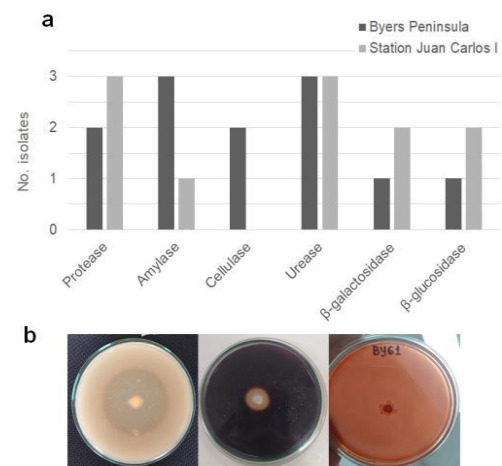 a
Byers Peninsula
Station Juan Carlos I
No. isolates
3
2
1
0
Protease
Amylase
Cellulase
Urease
β-galactosidase
β-glucosidase
b
BY61